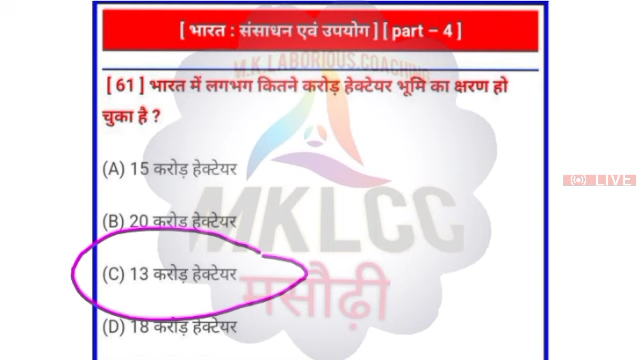 [ भारत : संसाधन एवं उपयोग ] [ part – 4 ]
M.K LABORIOUS.COACHING
[ 61 ] भारत में लगभग कितने करोड़ हेक्टेयर भूमि का क्षरण हो
चुका है ?
(A) 15 करोड़ हेक्टेयर
LIVE
(B) 20 करोड़ हेक्टेयर
MKLCC
(C) 13 करोड़ हेक्टेयर
मसौढ़ी
(D) 18 करोड़ हेक्टेयर